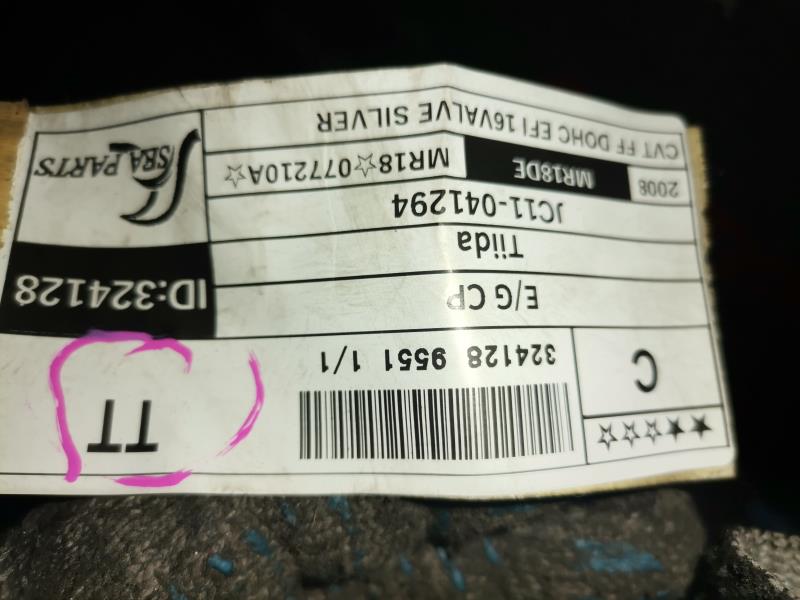 ★★☆☆☆
C
324128 9551 1/1
TT
E/G CP
ID:324128
Tiida
JC11-041294
2008 MR18DE MR18☆077210A☆
SBA PARTS
CVT FF DOHC EFI 16VALVE SILVER